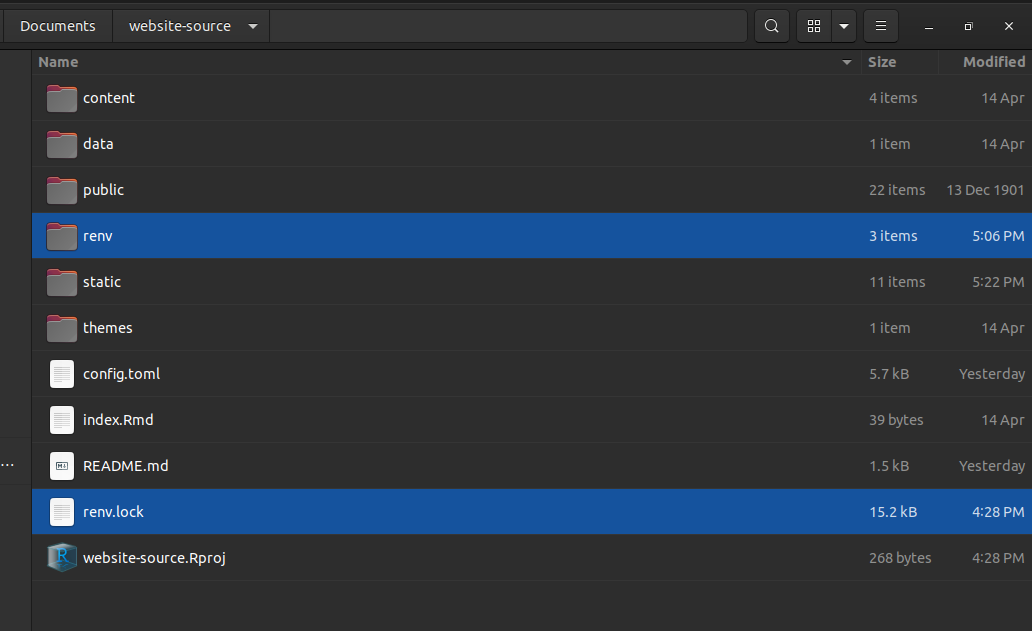 Documents website-source
Name Size Modified
content 4 items 14 Apr
data 1 item 14 Apr
public 22 items 13 Dec 1901
renv 3 items 5:06 PM
static 11 items 5:22 PM
themes 1 item 14 Apr
config.toml 5.7 kB Yesterday
index.Rmd 39 bytes 14 Apr
... README.md 1.5 kB Yesterday
renv.lock 15.2 kB 4:28 PM
R website-source.Rproj 268 bytes 4:28 PM